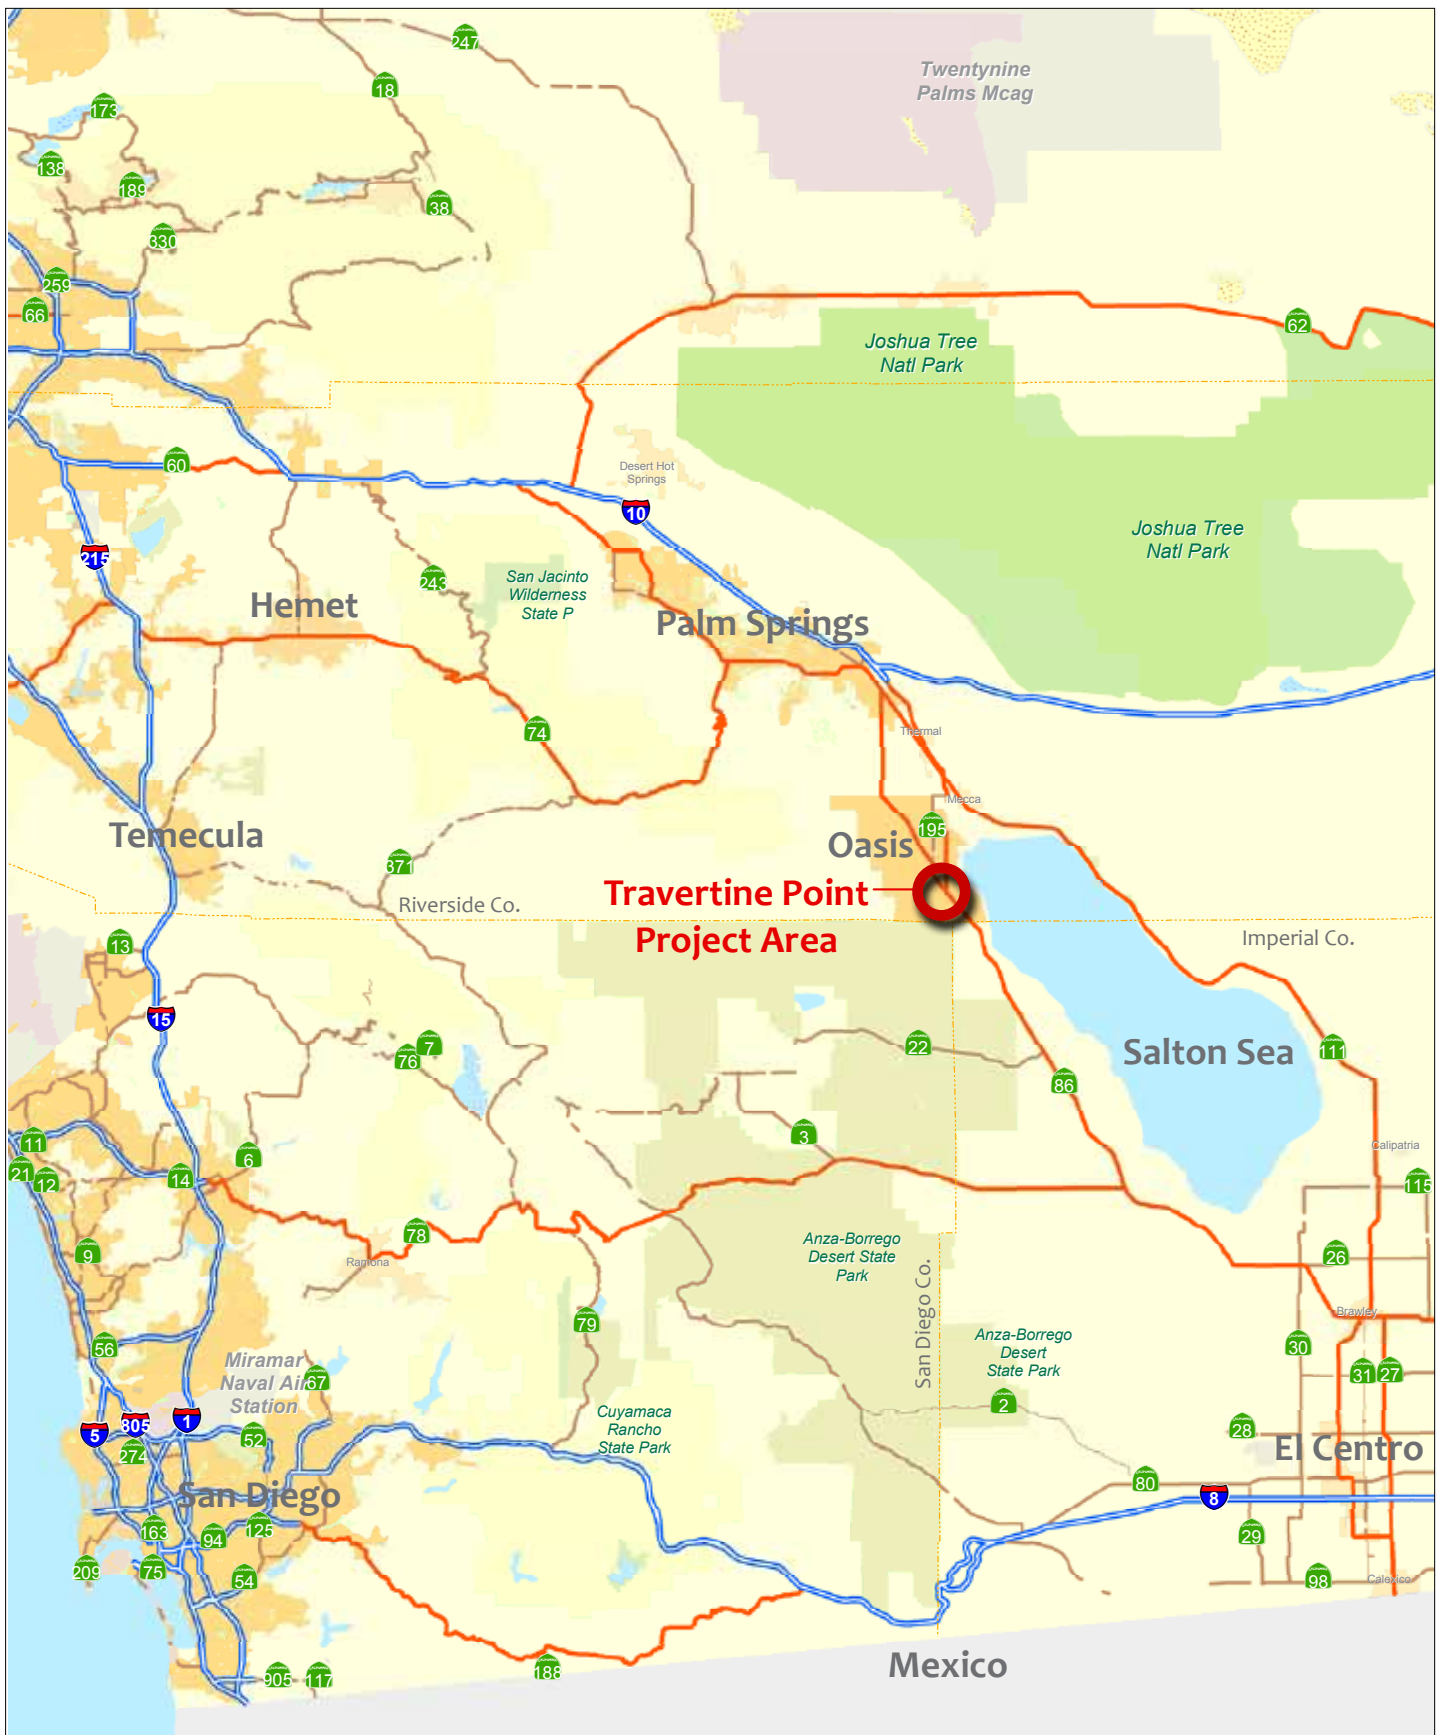 247
Twentynine
Palms Mcag
18
173
138
189
38
330
259
66
62
Joshua Tree
Natl Park
60
Desert Hot
Springs
10
Joshua Tree
Natl Park
215
243
San Jacinto
Wilderness
State P
Hemet
Palm Springs
74
Thermal
Mecca
195
Temecula
Oasis
371
Travertine Point
Project Area
Riverside Co.
Imperial Co.
13
15
7
76
22
Salton Sea
111
86
3
11
6
Calipatria
21
12
14
115
78
9
Ramona
Anza-Borrego
Desert State
Park
26
San Diego Co.
Brawley
79
56
Anza-Borrego
Desert
State Park
30
Miramar
Naval Air
Station
67
31
27
2
Cuyamaca
Rancho
State Park
5
805
1
52
274
28
El Centro
80
San Diego
8
163
94
125
29
209
75
54
98
Calexico
Mexico
188
905
117